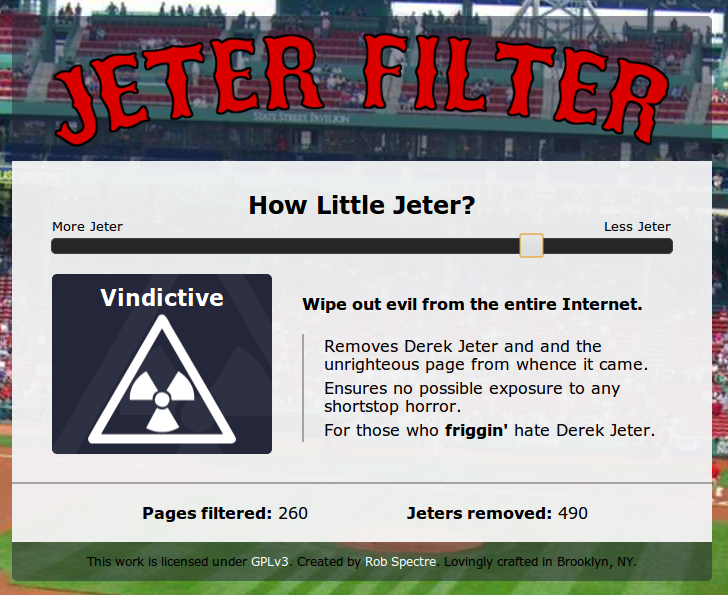 JETER FILTER
STATE STREET PAVILION
How Little Jeter?
More Jeter
Less Jeter
Vindictive
Wipe out evil from the entire Internet.
Removes Derek Jeter and and the
unrighteous page from whence it came.
Ensures no possible exposure to any
shortstop horror.
For those who friggin' hate Derek Jeter.
Pages filtered: 260
Jeters removed: 490
This work is licensed under GPLv3. Created by Rob Spectre. Lovingly crafted in Brooklyn, NY.